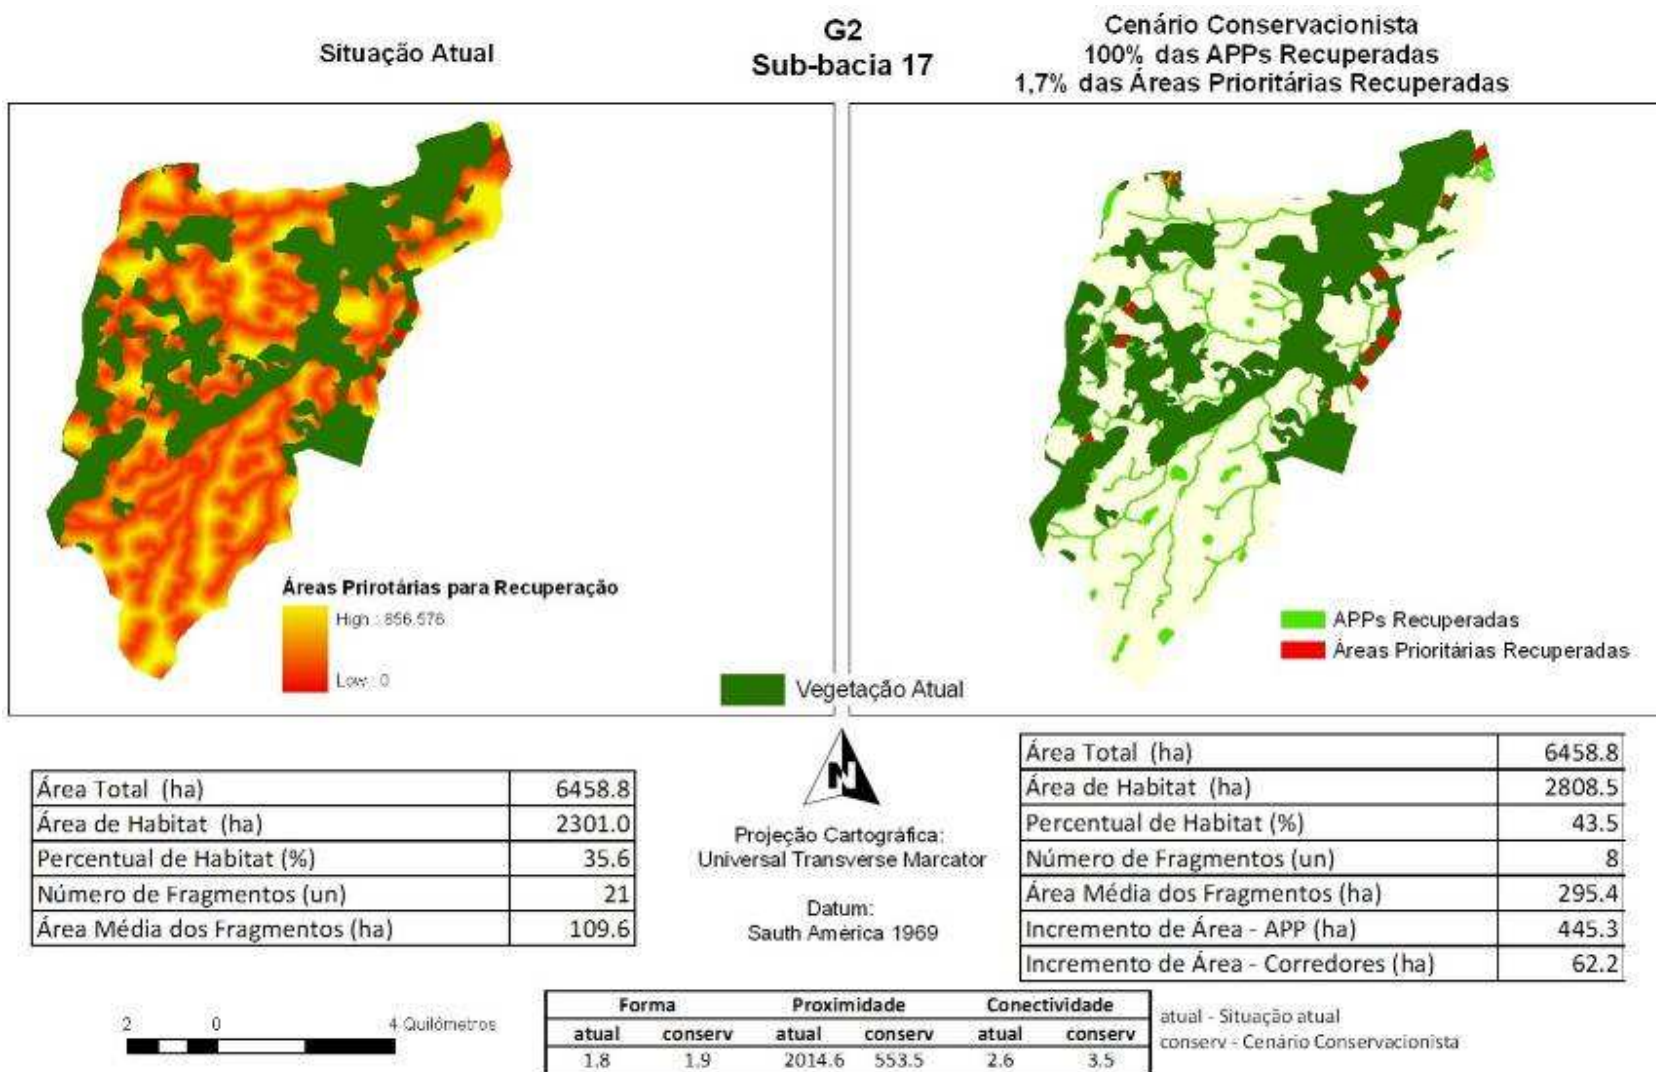 G2
Sub-bacia 17
Situação Atual
Cenário Conservacionista
100% das APPs Recuperadas
1,7% das Áreas Prioritárias Recuperadas
Áreas Prirotárias para Recuperação
High : 856.576
Low : 0
APPs Recuperadas
Áreas Prioritárias Recuperadas
Vegetação Atual
Área Total (ha) 6458.8
Área de Habitat (ha) 2301.0
Percentual de Habitat (%) 35.6
Número de Fragmentos (un) 21
Área Média dos Fragmentos (ha) 109.6
N
Projeção Cartográfica:
Universal Transverse Marcator
Datum:
Sauth América 1969
Área Total (ha) 6458.8
Área de Habitat (ha) 2808.5
Percentual de Habitat (%) 43.5
Número de Fragmentos (un) 8
Área Média dos Fragmentos (ha) 295.4
Incremento de Área - APP (ha) 445.3
Incremento de Área - Corredores (ha) 62.2
2 0 4 Quilómetros
Forma Proximidade Conectividade
atual conserv atual conserv atual conserv
1.8 1.9 2014.6 553.5 2.6 3.5
atual - Situação atual
conserv - Cenário Conservacionista